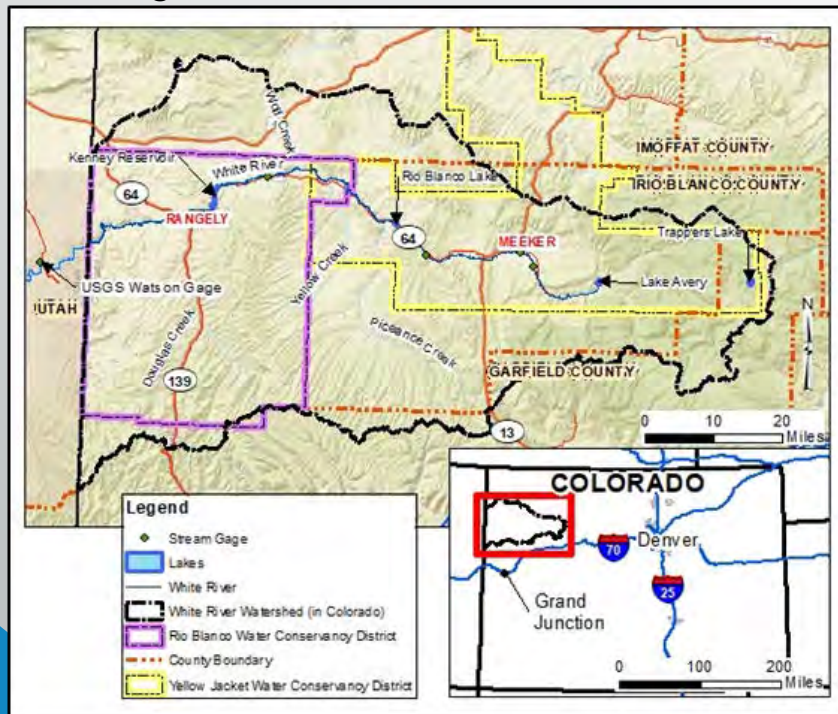 Wolf Creek
IMOFFAT COUNTY
Kenney Reservoir
White River
Rio Blanco Lake
IRIO BLANCO COUNTY
64
RANGELY
64
MEEKER
Trappers Lake
Yellow Creek
USGS Watson Gage
UTAH
Lake Avery
Douglas Creek
Piceance Creek
N
139
GARFIELD COUNTY
13
0 10 20
Miles
Legend
Stream Gage
Lakes
White River
White River Watershed (in Colorado)
Rio Blanco Water Conservancy District
County Boundary
Yellow Jacket Water Conservancy District
COLORADO
Denver
70
25
Grand
Junction
0 100 200
Miles